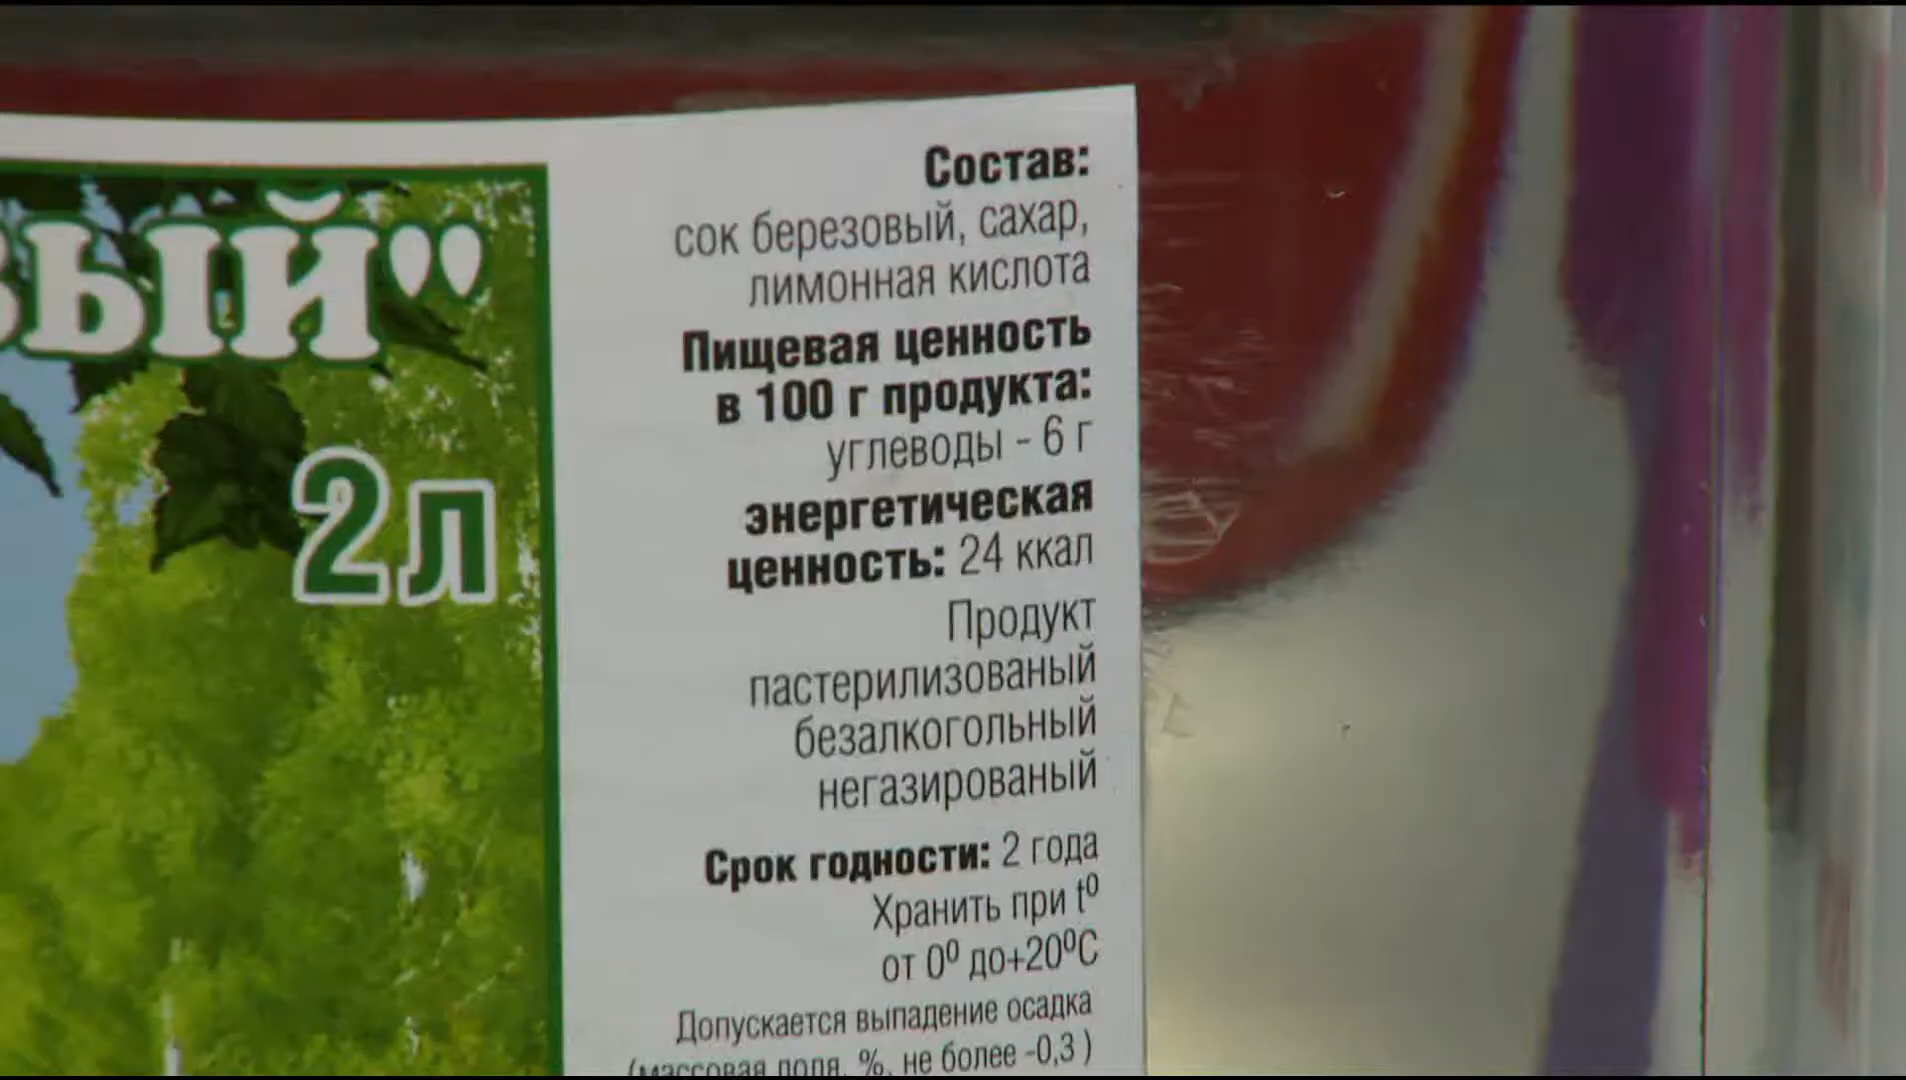 вый"
2 л
Состав:
сок березовый, сахар,
лимонная кислота
Пищевая ценность
в 100 г продукта:
углеводы - 6 г
энергетическая
ценность: 24 ккал
Продукт
пастерилизованый
безалкогольный
негазированый
Срок годности: 2 года
Хранить при t⁰
от 0⁰ до+20⁰С
Допускается выпадение осадка
(массовая доля, %, не более -0,3 )